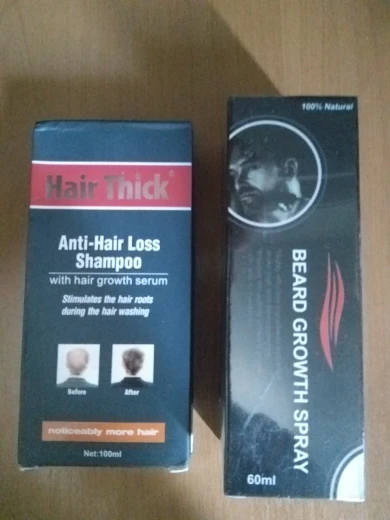 Hair Thick®
Anti-Hair Loss
Shampoo
with hair growth serum
Stimulates the hair roots
during the hair washing
Before
After
noticeably more hair
Net:100ml
100% Natural
BEARD GROWTH SPRAY
60ml